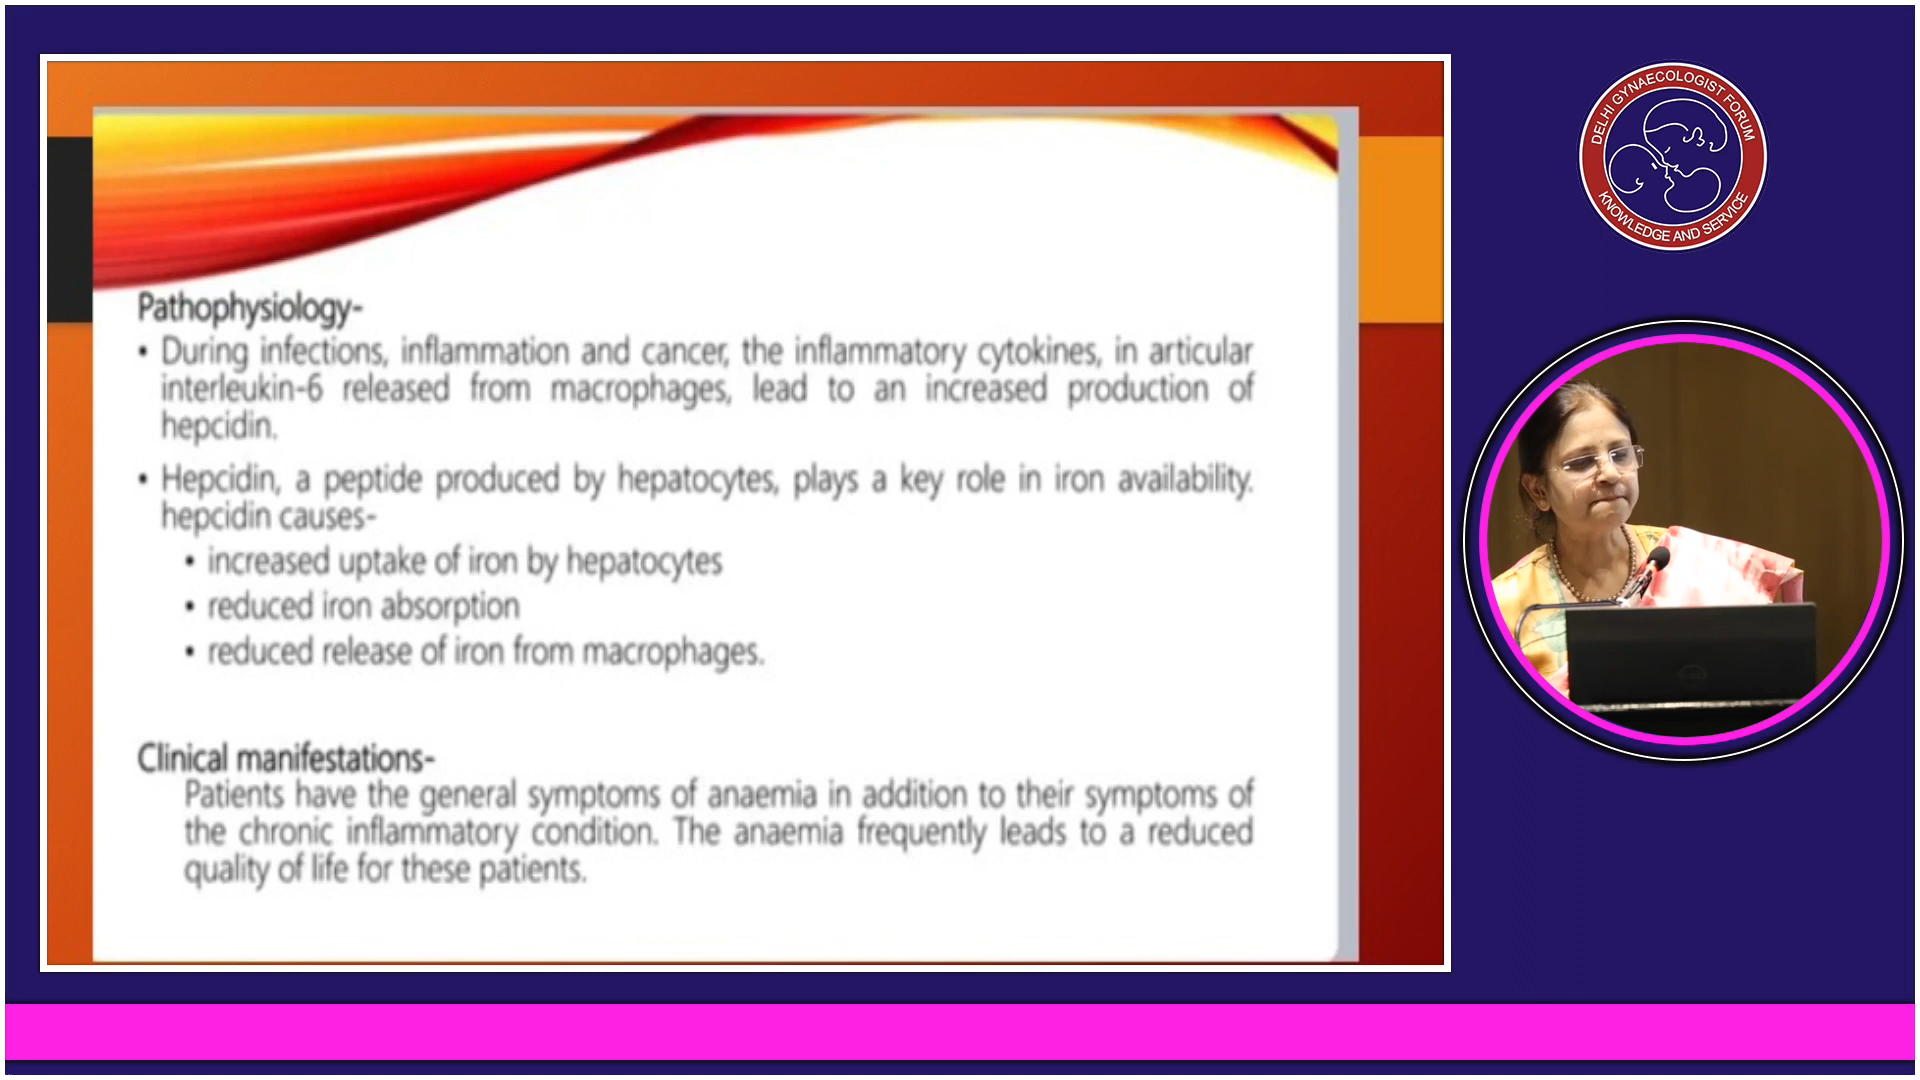 Pathophysiology-
• During infections, inflammation and cancer, the inflammatory cytokines, in articular
interleukin-6 released from macrophages, lead to an increased production of
hepcidin.
• Hepcidin, a peptide produced by hepatocytes, plays a key role in iron availability.
hepcidin causes-
• increased uptake of iron by hepatocytes
• reduced iron absorption
• reduced release of iron from macrophages.
Clinical manifestations-
Patients have the general symptoms of anaemia in addition to their symptoms of
the chronic inflammatory condition. The anaemia frequently leads to a reduced
quality of life for these patients.
DELHI GYNAECOLOGIST FORUM
KNOWLEDGE AND SERVICE